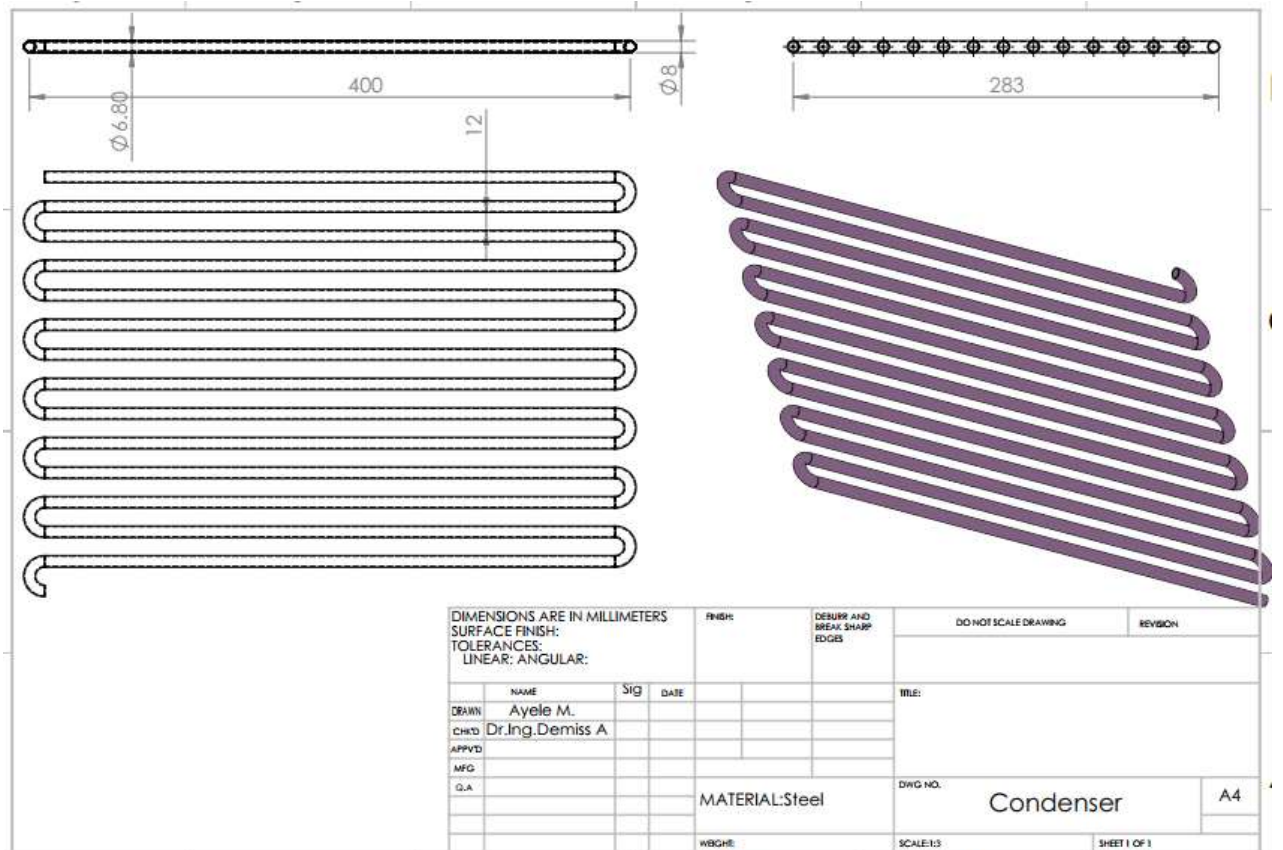 400
Ø6.80
12
Ø8
283
DIMENSIONS ARE IN MILLIMETERS
SURFACE FINISH:
TOLERANCES:
LINEAR: ANGULAR:
FINISH:
DEBURR AND
BREAK SHARP
EDGES
DO NOT SCALE DRAWING
REVISION
NAME
Sig
DATE
TITLE:
DRAWN
Ayele M.
CHK'D
Dr.Ing.Demiss A
APPV'D
MFG
Q.A
MATERIAL:Steel
DWG NO.
Condenser
A4
WEIGHT:
SCALE:1:3
SHEET 1 OF 1